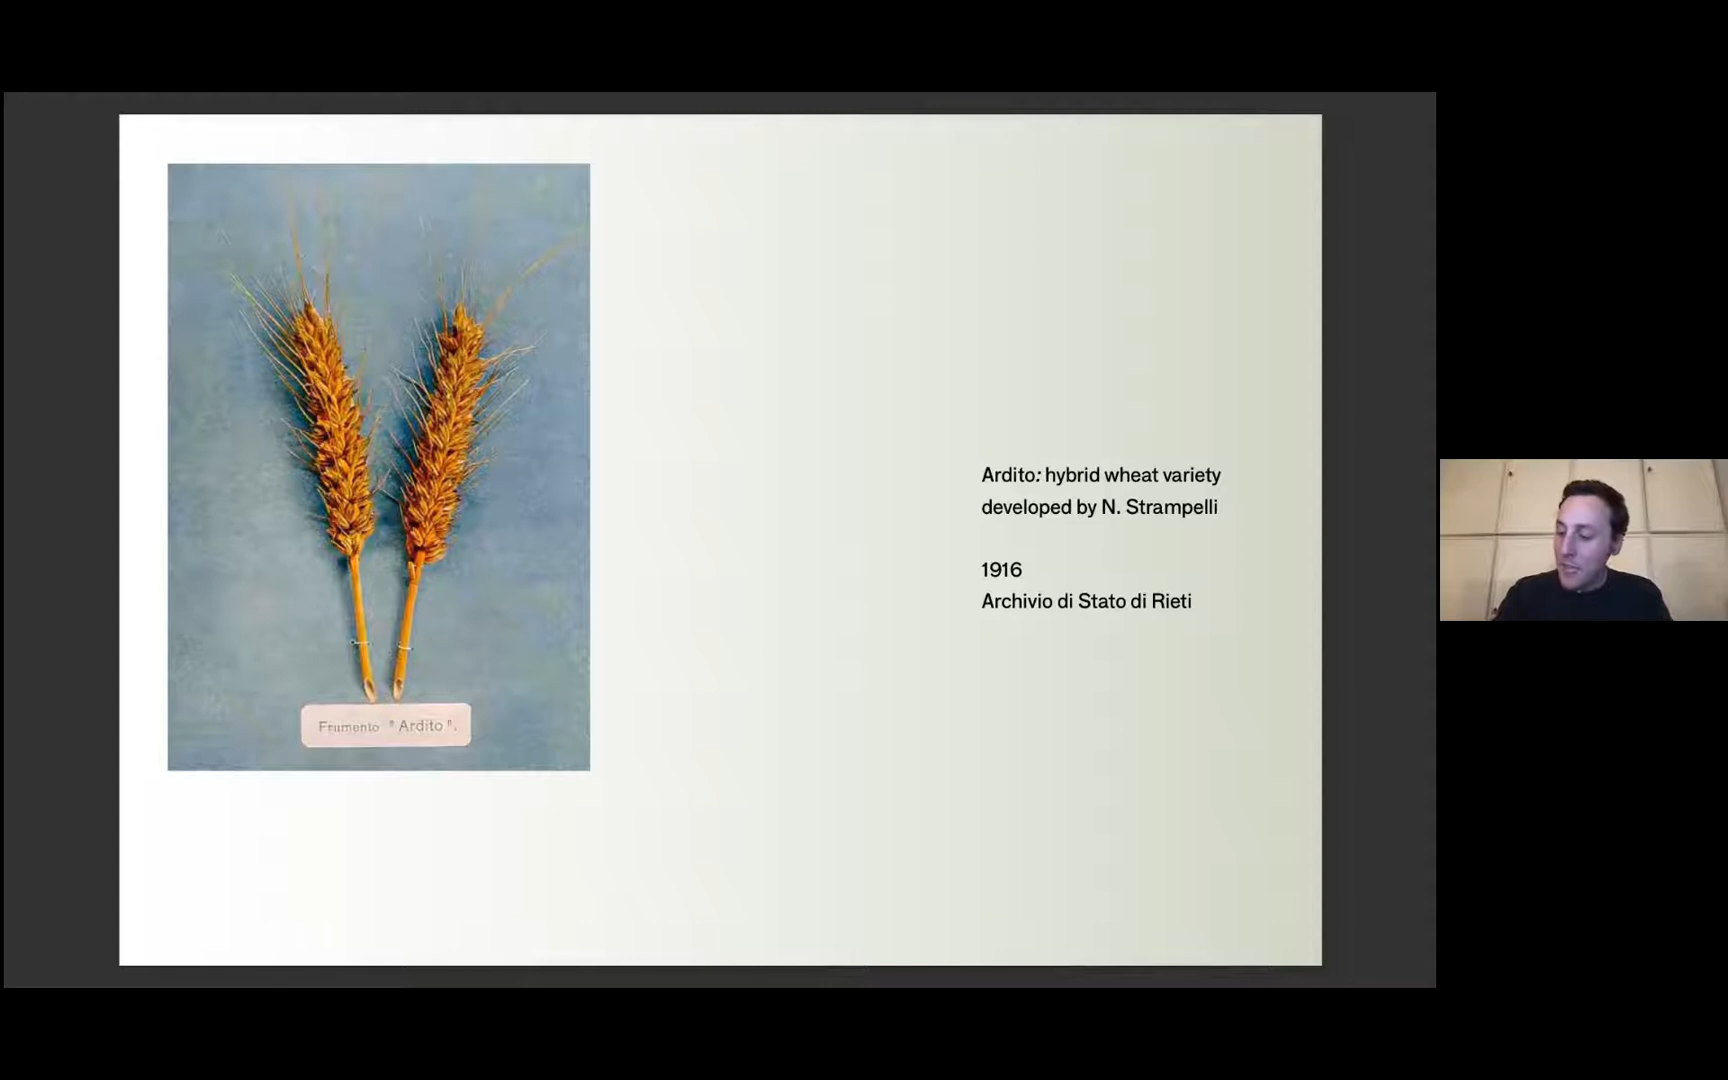 Frumento " Ardito ".
Ardito: hybrid wheat variety
developed by N. Strampelli
1916
Archivio di Stato di Rieti